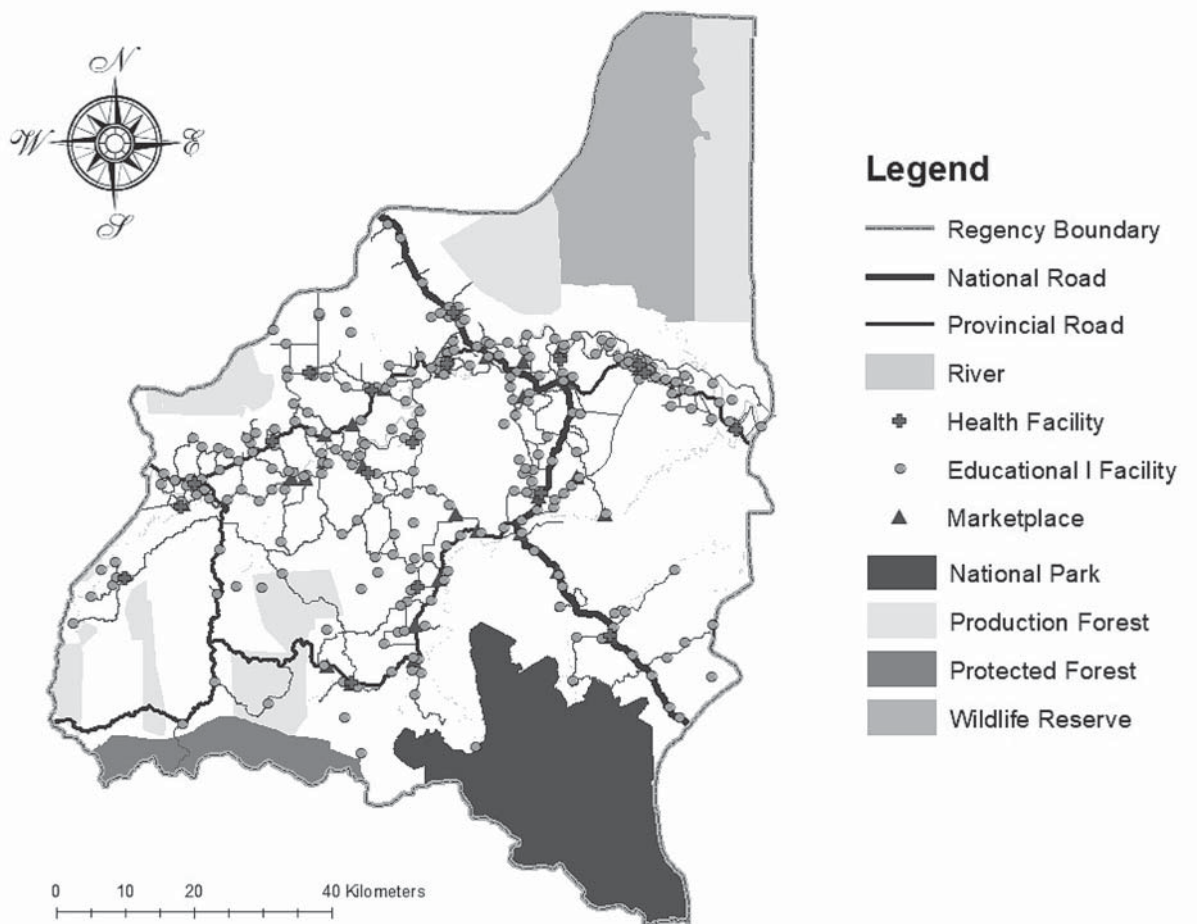 N
W
E
S
Legend
Regency Boundary
National Road
Provincial Road
River
Health Facility
Educational I Facility
Marketplace
National Park
Production Forest
Protected Forest
Wildlife Reserve
0 10 20 40 Kilometers